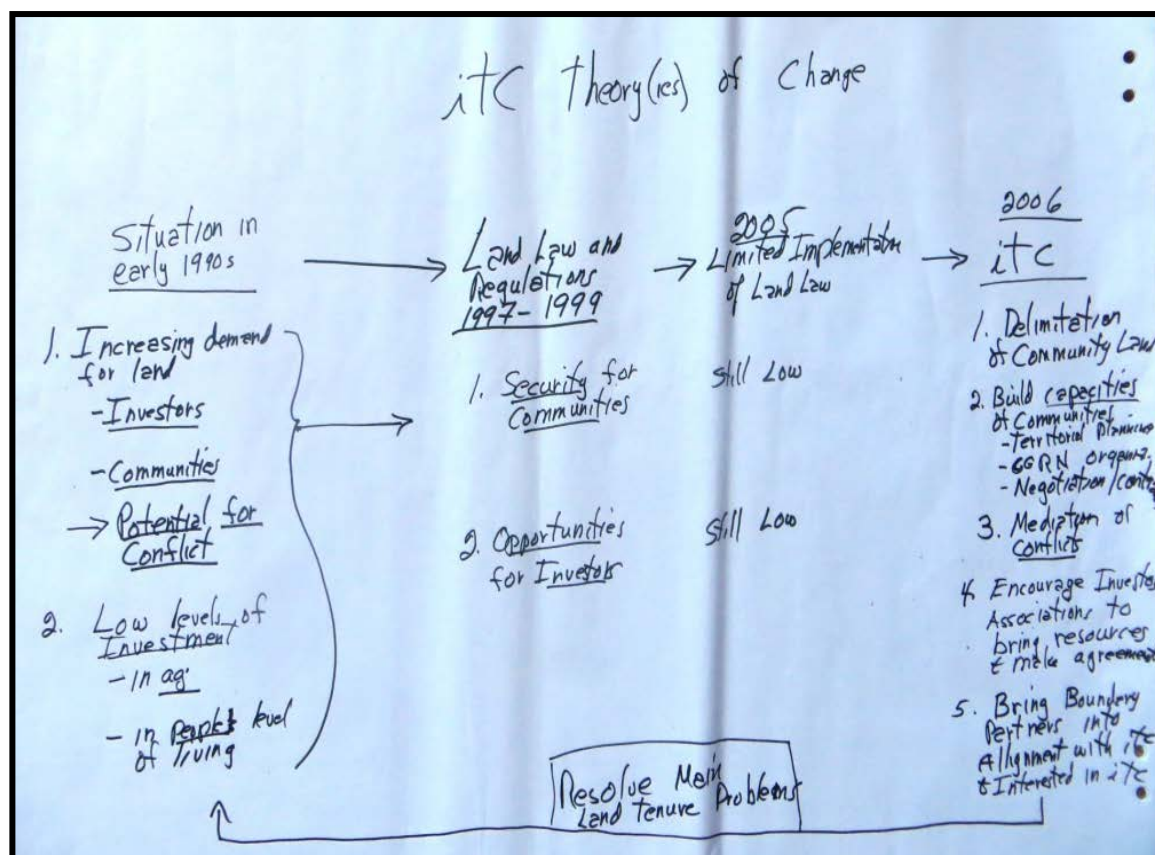 itC Theory(ies) of Change
Situation in
early 1990s
1. Increasing demand
for land
- Investors
- Communities
→ Potential for
Conflict
2. Low levels of
Investment
- in ag
- in People's level
of living
Land Law and
Regulations
1997-1999
1. Security for
Communities
2. Opportunities
for Investors
2005
Limited Implementation
of Land Law
Still Low
Still Low
2006
itC
1. Delimitation
of Community
2. Build capacities
of Communities
- Territorial Planning
- organiz.
- Negotiation/
3. Mediation of
Conflicts
4. Encourage
Associations to
bring resources
& make
5. Bring Boundery
Partners into
Allignment with itc
& Interested in itc
Resolve Main
Land Tenure Problems